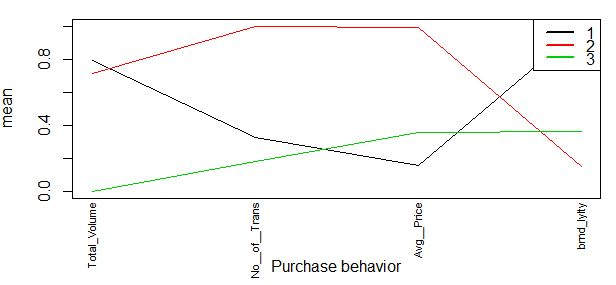 mean
0.8
0.4
0.0
1
2
3
Total_Volume
No__of__Trans
Avg__Price
brnd_lylty
Purchase behavior